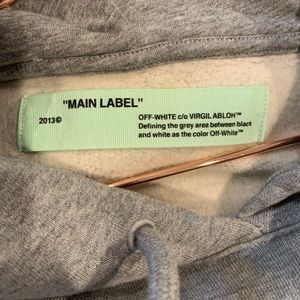 "MAIN LABEL"
2013©
OFF-WHITE c/o VIRGIL ABLOH™
Defining the grey area between black
and white as the color Off-White™